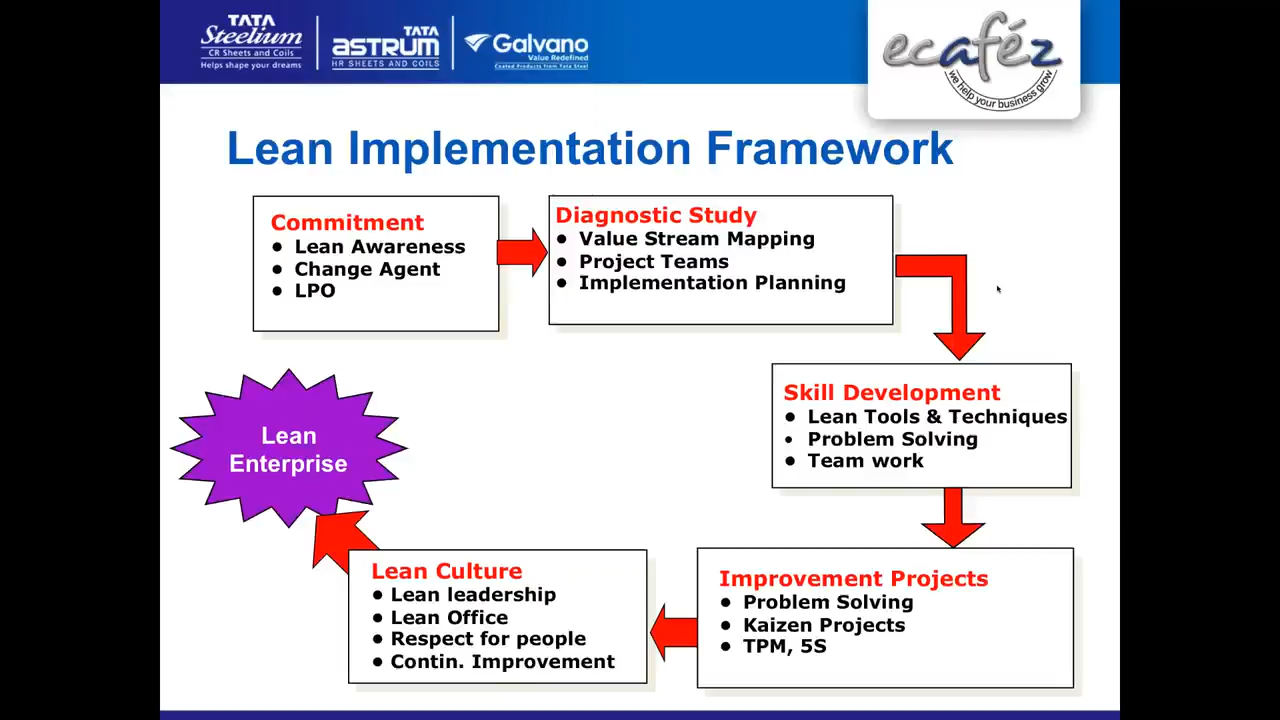 TATA
Steelium
CR Sheets and Coils
Helps shape your dreams
TATA
ASTRUM
HR SHEETS AND COILS
Galvano
Value Redefined
Coated Products from Tata Steel
ecaféz
we help your business grow
Lean Implementation Framework
Commitment
● Lean Awareness
● Change Agent
● LPO
Diagnostic Study
● Value Stream Mapping
● Project Teams
● Implementation Planning
Skill Development
● Lean Tools & Techniques
• Problem Solving
● Team work
Improvement Projects
● Problem Solving
● Kaizen Projects
● TPM, 5S
Lean Culture
● Lean leadership
● Lean Office
● Respect for people
● Contin. Improvement
Lean
Enterprise